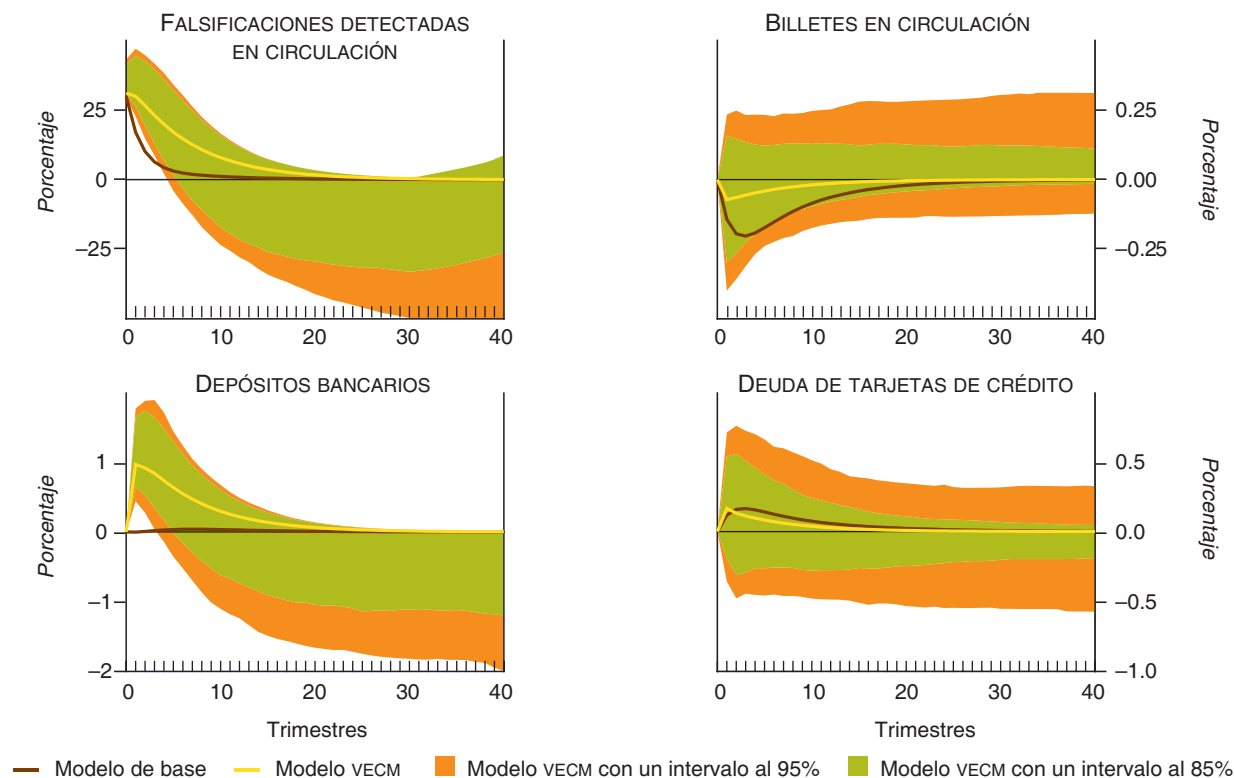 FALSIFICACIONES DETECTADAS
EN CIRCULACIÓN
Porcentaje
25
0
–25
0 10 20 30 40
BILLETES EN CIRCULACIÓN
0.25
0.00
–0.25
Porcentaje
0 10 20 30 40
DEPÓSITOS BANCARIOS
Porcentaje
1
0
–1
–2
0 10 20 30 40
Trimestres
DEUDA DE TARJETAS DE CRÉDITO
0.5
0.0
–0.5
–1.0
Porcentaje
0 10 20 30 40
Trimestres
Modelo de base Modelo VECM Modelo VECM con un intervalo al 95% Modelo VECM con un intervalo al 85%